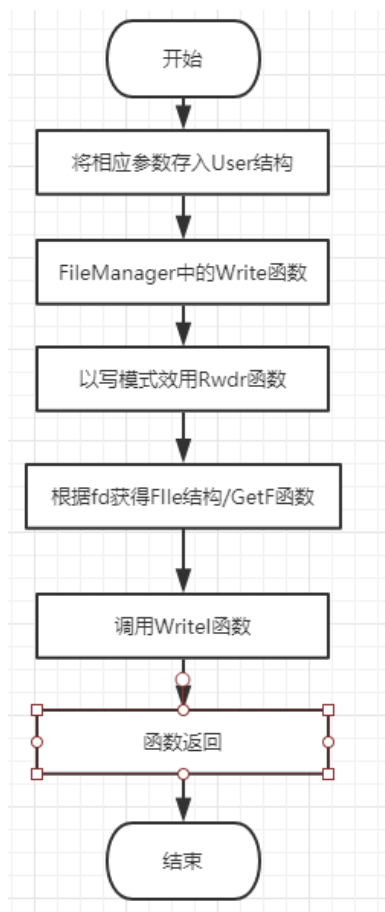 开始
将相应参数存入User结构
FileManager中的Write函数
以写模式效用Rwdr函数
根据fd获得FIle结构/GetF函数
调用WriteI函数
函数返回
结束